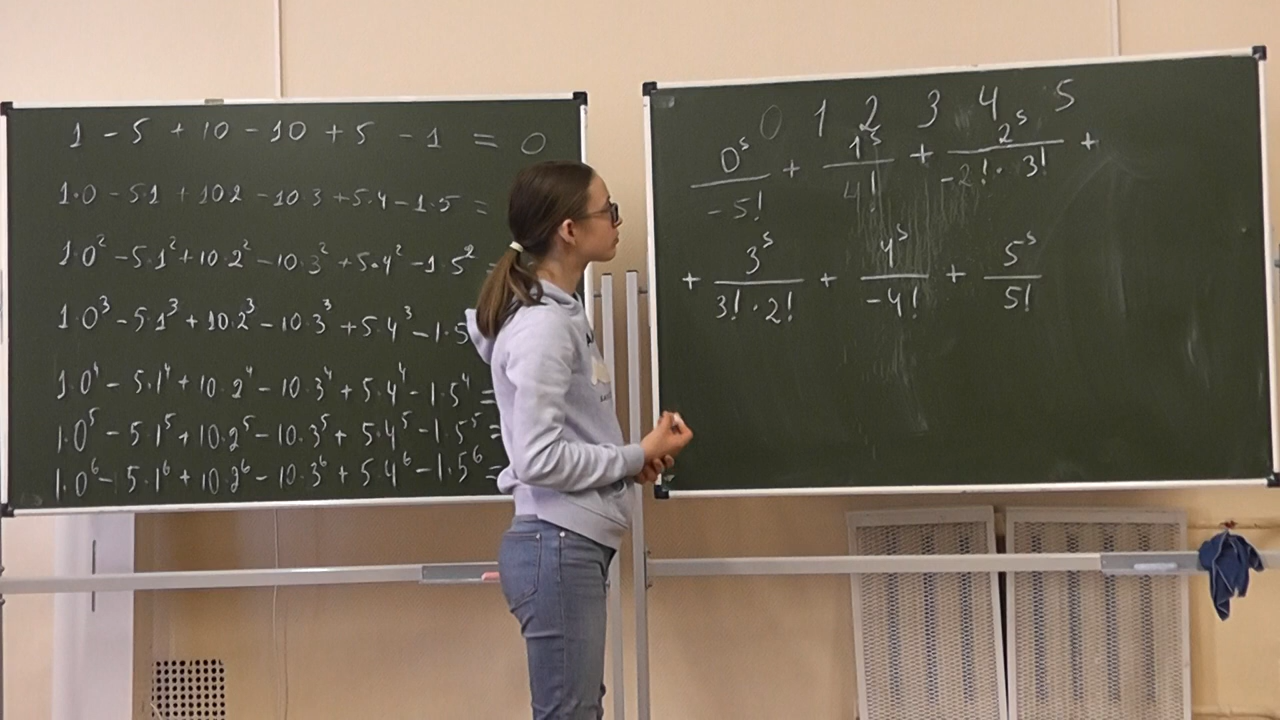 1 - 5 + 10 - 10 + 5 - 1 = 0
1·0 - 5·1 + 10·2 - 10·3 + 5·4 - 1·5 =
1·0² - 5·1² + 10·2² - 10·3² + 5·4² - 1·5² =
1·0³ - 5·1³ + 10·2³ - 10·3³ + 5·4³ - 1·5
1·0⁴ - 5·1⁴ + 10·2⁴ - 10·3⁴ + 5·4⁴ - 1·5⁴ =
1·0⁵ - 5·1⁵ + 10·2⁵ - 10·3⁵ + 5·4⁵ - 1·5⁵ =
1·0⁶ - 5·1⁶ + 10·2⁶ - 10·3⁶ + 5·4⁶ - 1·5⁶ =
0 1 2 3 4 5
0⁵/-5! + 1⁵/4! + 2⁵/-2!·3! +
+ 3⁵/3!·2! + 4⁵/-4! + 5⁵/5!